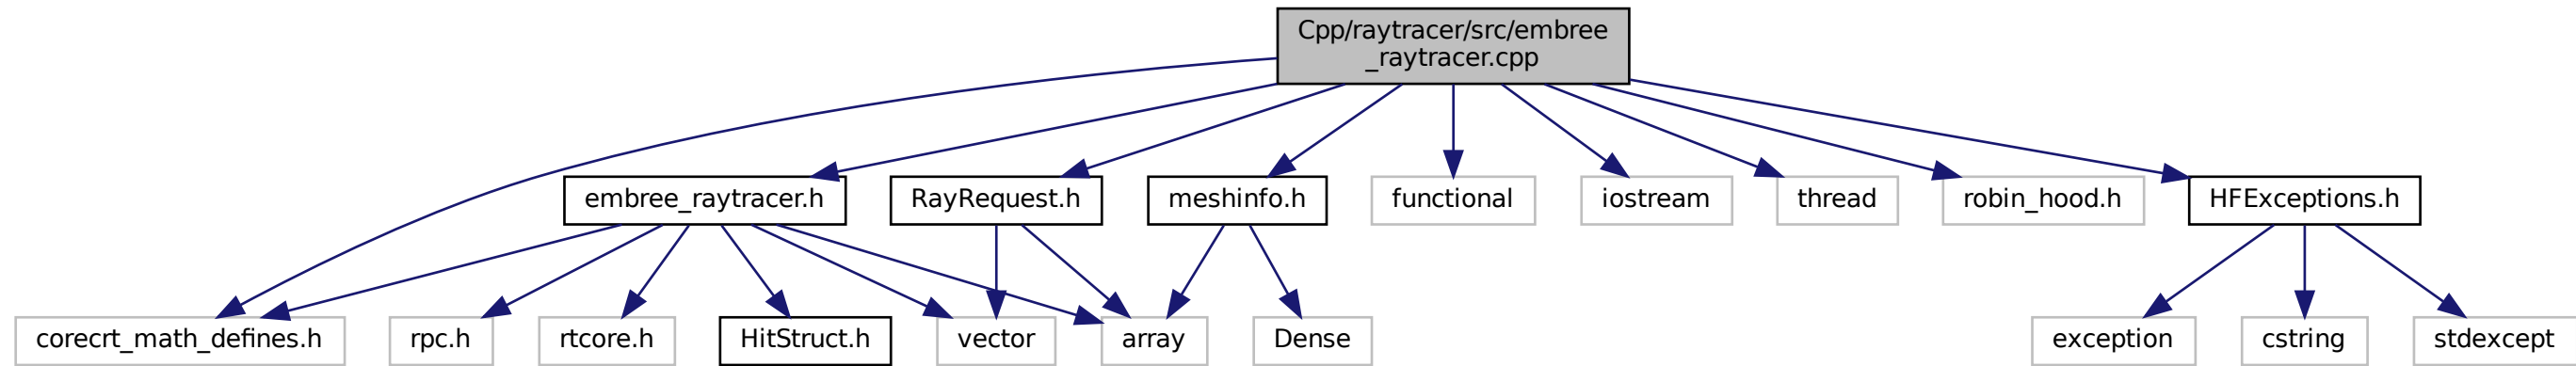 Cpp/raytracer/src/embree
_raytracer.cpp
embree_raytracer.h
RayRequest.h
meshinfo.h
functional
iostream
thread
robin_hood.h
HFExceptions.h
corecrt_math_defines.h
rpc.h
rtcore.h
HitStruct.h
vector
array
Dense
exception
cstring
stdexcept